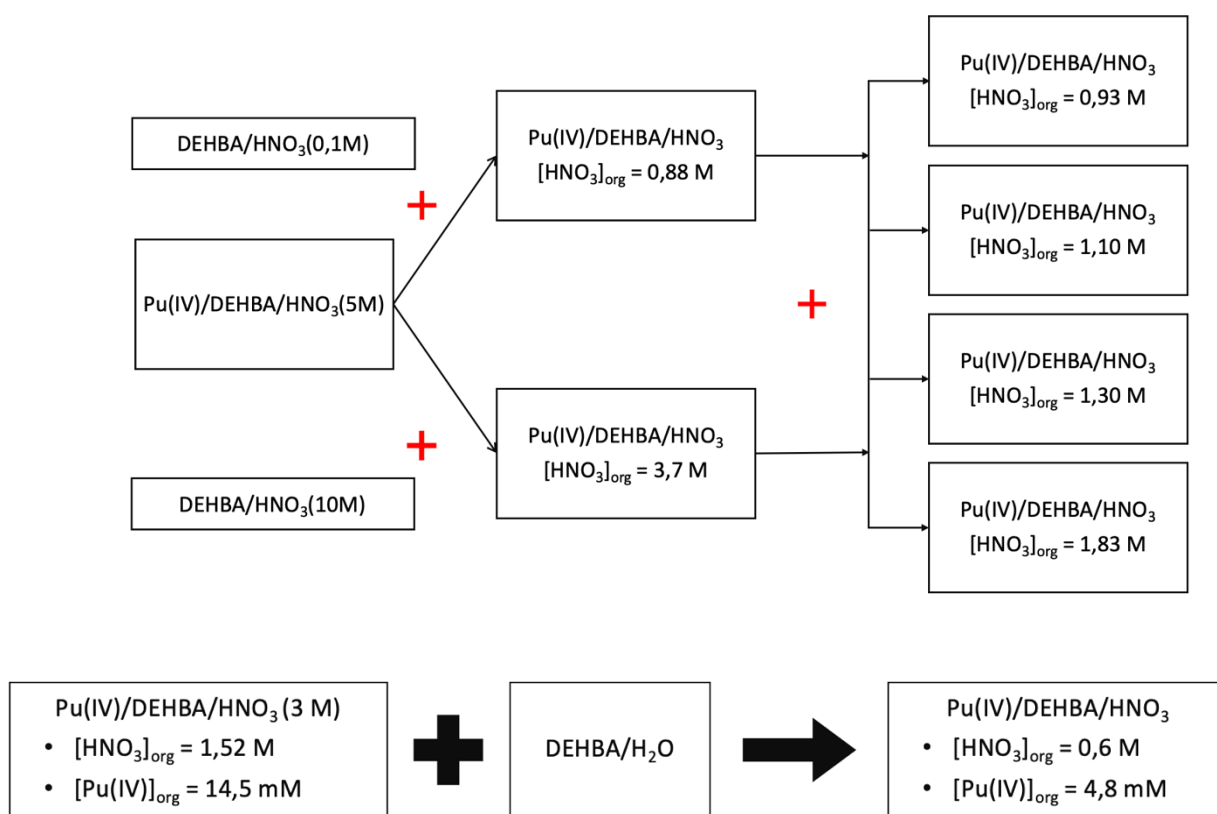 DEHBA/HNO₃(0,1M)
+
Pu(IV)/DEHBA/HNO₃(5M)
+
DEHBA/HNO₃(10M)
Pu(IV)/DEHBA/HNO₃
[HNO₃]org = 0,88 M
Pu(IV)/DEHBA/HNO₃
[HNO₃]org = 3,7 M
+
Pu(IV)/DEHBA/HNO₃
[HNO₃]org = 0,93 M
Pu(IV)/DEHBA/HNO₃
[HNO₃]org = 1,10 M
Pu(IV)/DEHBA/HNO₃
[HNO₃]org = 1,30 M
Pu(IV)/DEHBA/HNO₃
[HNO₃]org = 1,83 M
Pu(IV)/DEHBA/HNO₃ (3 M)
• [HNO₃]org = 1,52 M
• [Pu(IV)]org = 14,5 mM
DEHBA/H₂O
Pu(IV)/DEHBA/HNO₃
• [HNO₃]org = 0,6 M
• [Pu(IV)]org = 4,8 mM